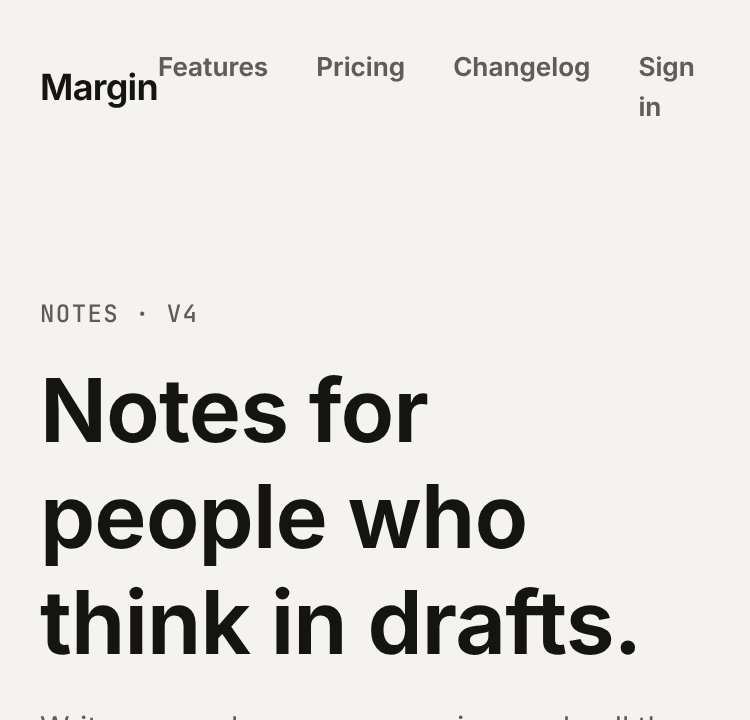 Margin
Features
Pricing
Changelog
Sign
in
NOTES · V4
Notes for
people who
think in drafts.